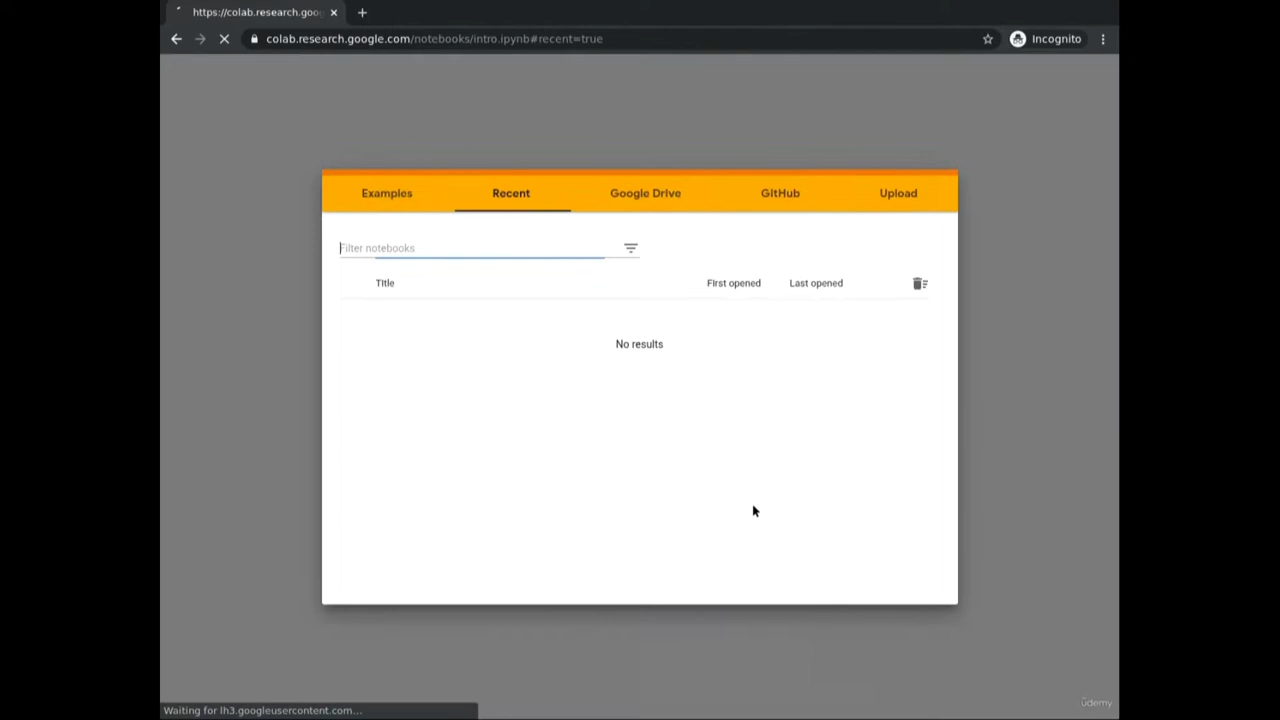 https://colab.research.goo
colab.research.google.com/notebooks/intro.ipynb#recent=true
Incognito
Examples
Recent
Google Drive
GitHub
Upload
Filter notebooks
Title
First opened
Last opened
No results
Waiting for lh3.googleusercontent.com...
ûdemy